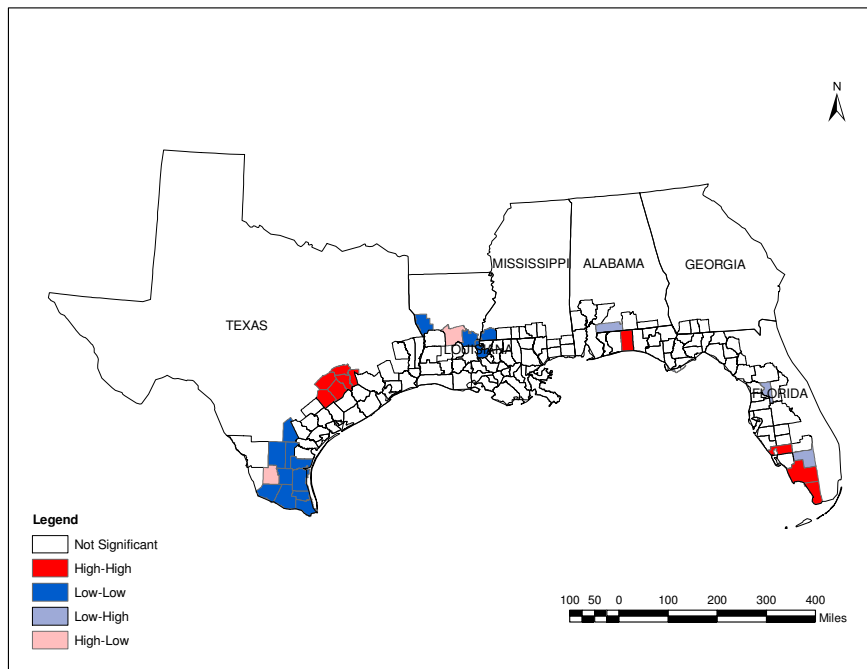 N
MISSISSIPPI
ALABAMA
GEORGIA
TEXAS
LOUISIANA
FLORIDA
Legend
Not Significant
High-High
Low-Low
Low-High
High-Low
100 50 0 100 200 300 400
Miles